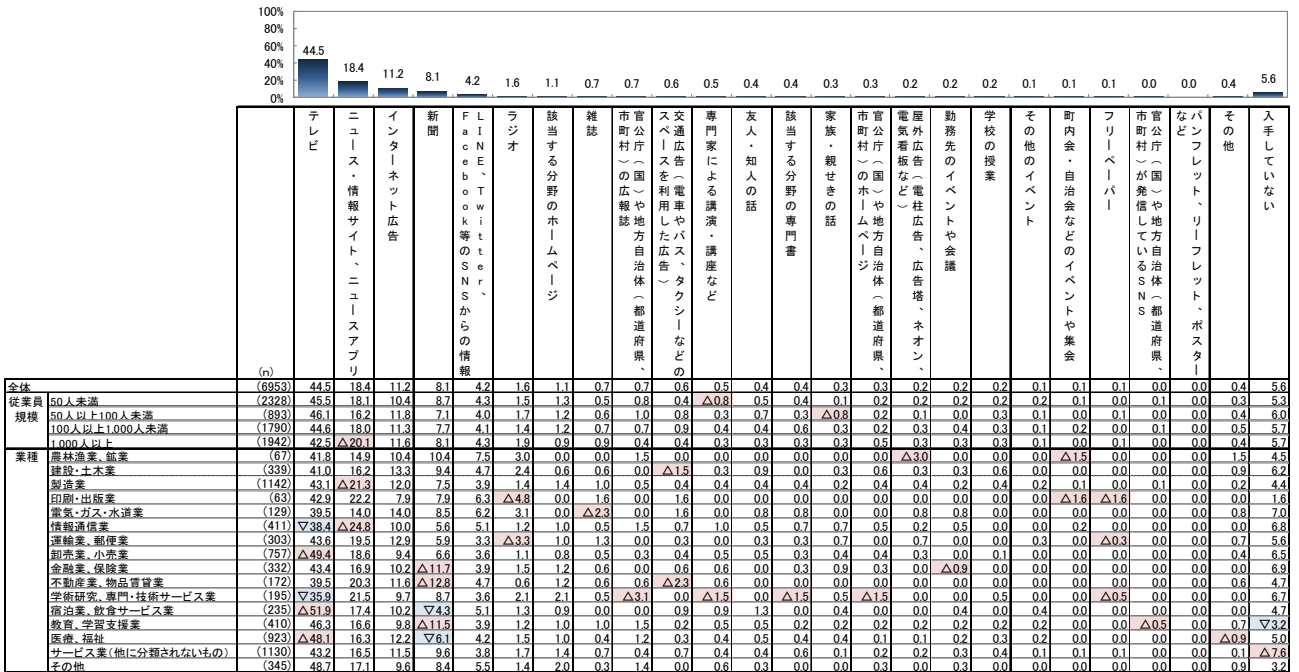 100%
80%
60%
40%
20%
0%
44.5 18.4 11.2 8.1 4.2 1.6 1.1 0.7 0.7 0.6 0.5 0.4 0.4 0.3 0.3 0.2 0.2 0.2 0.1 0.1 0.1 0.0 0.0 0.4 5.6
テレビ
ニュース・情報サイト、ニュースアプリ
インターネット広告
新聞
LINE、Twitter、
Facebook等のSNSからの情報
ラジオ
該当する分野のホームページ
雑誌
官公庁(国)や地方自治体(都道府県、
市町村)の広報誌
交通広告(電車やバス、タクシーなどの
スペースを利用した広告)
専門家による講演・講座など
友人・知人の話
該当する分野の専門書
家族・親せきの話
官公庁(国)や地方自治体(都道府県、
市町村)のホームページ
屋外広告(電柱広告、広告塔、ネオン、
電気看板など)
勤務先のイベントや会議
学校の授業
その他のイベント
町内会・自治会などのイベントや集会
フリーペーパー
官公庁(国)や地方自治体(都道府県、
市町村)が発信しているSNS
パンフレット、リーフレット、ポスター
など
その他
入手していない
(n)
全体 (6953) 44.5 18.4 11.2 8.1 4.2 1.6 1.1 0.7 0.7 0.6 0.5 0.4 0.4 0.3 0.3 0.2 0.2 0.2 0.1 0.1 0.1 0.0 0.0 0.4 5.6
従業員規模
50人未満 (2328) 45.5 18.1 10.4 8.7 4.3 1.5 1.3 0.5 0.8 0.4 △0.8 0.5 0.4 0.1 0.2 0.2 0.2 0.2 0.1 0.1 0.0 0.1 0.0 0.3 5.3
50人以上100人未満 (893) 46.1 16.2 11.8 7.1 4.0 1.7 1.2 0.6 1.0 0.8 0.3 0.7 0.3 △0.8 0.2 0.1 0.0 0.3 0.1 0.0 0.1 0.0 0.0 0.4 6.0
100人以上1,000人未満 (1790) 44.6 18.0 11.3 7.7 4.1 1.4 1.2 0.7 0.7 0.9 0.4 0.4 0.6 0.3 0.2 0.3 0.4 0.3 0.1 0.2 0.0 0.1 0.0 0.5 5.7
1,000人以上 (1942) 42.5 △20.1 11.6 8.1 4.3 1.9 0.9 0.9 0.4 0.4 0.3 0.3 0.3 0.3 0.5 0.3 0.3 0.3 0.1 0.0 0.1 0.0 0.0 0.4 5.7
業種
農林漁業、鉱業 (67) 41.8 14.9 10.4 10.4 7.5 3.0 0.0 0.0 1.5 0.0 0.0 0.0 0.0 0.0 0.0 △3.0 0.0 0.0 0.0 △1.5 0.0 0.0 0.0 1.5 4.5
建設・土木業 (339) 41.0 16.2 13.3 9.4 4.7 2.4 0.6 0.6 0.0 △1.5 0.3 0.9 0.0 0.3 0.6 0.3 0.3 0.6 0.0 0.0 0.0 0.0 0.0 0.9 6.2
製造業 (1142) 43.1 △21.3 12.0 7.5 3.9 1.4 1.4 1.0 0.5 0.4 0.4 0.4 0.4 0.2 0.4 0.4 0.2 0.4 0.2 0.1 0.0 0.1 0.0 0.2 4.4
印刷・出版業 (63) 42.9 22.2 7.9 7.9 6.3 △4.8 0.0 1.6 0.0 1.6 0.0 0.0 0.0 0.0 0.0 0.0 0.0 0.0 0.0 △1.6 △1.6 0.0 0.0 0.0 1.6
電気・ガス・水道業 (129) 39.5 14.0 14.0 8.5 6.2 3.1 0.0 △2.3 0.0 1.6 0.0 0.8 0.8 0.0 0.0 0.8 0.8 0.0 0.0 0.0 0.0 0.0 0.0 0.8 7.0
情報通信業 (411) ▽38.4 △24.8 10.0 5.6 5.1 1.2 1.0 0.5 1.5 0.7 1.0 0.5 0.7 0.7 0.5 0.2 0.5 0.0 0.0 0.2 0.0 0.0 0.0 0.0 6.8
運輸業、郵便業 (303) 43.6 19.5 12.9 5.9 3.3 △3.3 1.0 1.3 0.0 0.3 0.0 0.3 0.3 0.7 0.0 0.7 0.0 0.0 0.3 0.0 △0.3 0.0 0.0 0.7 5.6
卸売業、小売業 (757) △49.4 18.6 9.4 6.6 3.6 1.1 0.8 0.5 0.3 0.4 0.5 0.5 0.3 0.4 0.4 0.3 0.0 0.1 0.0 0.0 0.0 0.0 0.0 0.4 6.5
金融業、保険業 (332) 43.4 16.9 10.2 △11.7 3.9 1.5 1.2 0.6 0.6 0.0 0.6 0.3 0.9 0.3 0.0 0.0 △0.9 0.0 0.0 0.0 0.0 0.0 0.0 0.0 6.9
不動産業、物品賃貸業 (172) 39.5 20.3 11.6 △12.8 4.7 0.6 1.2 0.6 0.6 △2.3 0.6 0.0 0.0 0.6 0.0 0.0 0.0 0.0 0.0 0.0 0.0 0.0 0.0 0.6 4.7
学術研究、専門・技術サービス業 (195) ▽35.9 21.5 9.7 8.7 3.6 2.1 2.1 0.5 △3.1 0.0 △1.5 0.0 △1.5 0.5 △1.5 0.0 0.0 0.5 0.0 0.0 △0.5 0.0 0.0 0.0 6.7
宿泊業、飲食サービス業 (235) △51.9 17.4 10.2 ▽4.3 5.1 1.3 0.9 0.0 0.0 0.9 0.9 1.3 0.0 0.4 0.0 0.0 0.4 0.0 0.4 0.0 0.0 0.0 0.0 0.0 4.7
教育、学習支援業 (410) 46.3 16.6 9.8 △11.5 3.9 1.2 1.0 1.0 1.5 0.2 0.5 0.5 0.2 0.0 0.2 0.0 0.0 0.2 0.2 0.0 0.0 △0.5 0.0 0.7 ▽3.2
医療、福祉 (923) △48.1 16.3 12.2 ▽6.1 4.2 1.5 1.0 0.4 1.2 0.3 0.4 0.5 0.4 0.4 0.1 0.1 0.2 0.3 0.2 0.0 0.0 0.0 0.0 △0.9 5.0
サービス業(他に分類されないもの) (1130) 43.2 16.5 11.5 9.6 3.8 1.7 1.4 0.7 0.4 0.7 0.4 0.4 0.6 0.1 0.2 0.2 0.3 0.4 0.1 0.1 0.1 0.0 0.0 0.1 △7.6
その他 (345) 48.7 17.1 9.6 8.4 5.5 1.4 2.0 0.3 1.4 0.0 0.6 0.3 0.0 0.0 0.3 0.0 0.0 0.3 0.0 0.3 0.0 0.0 0.0 0.0 3.2